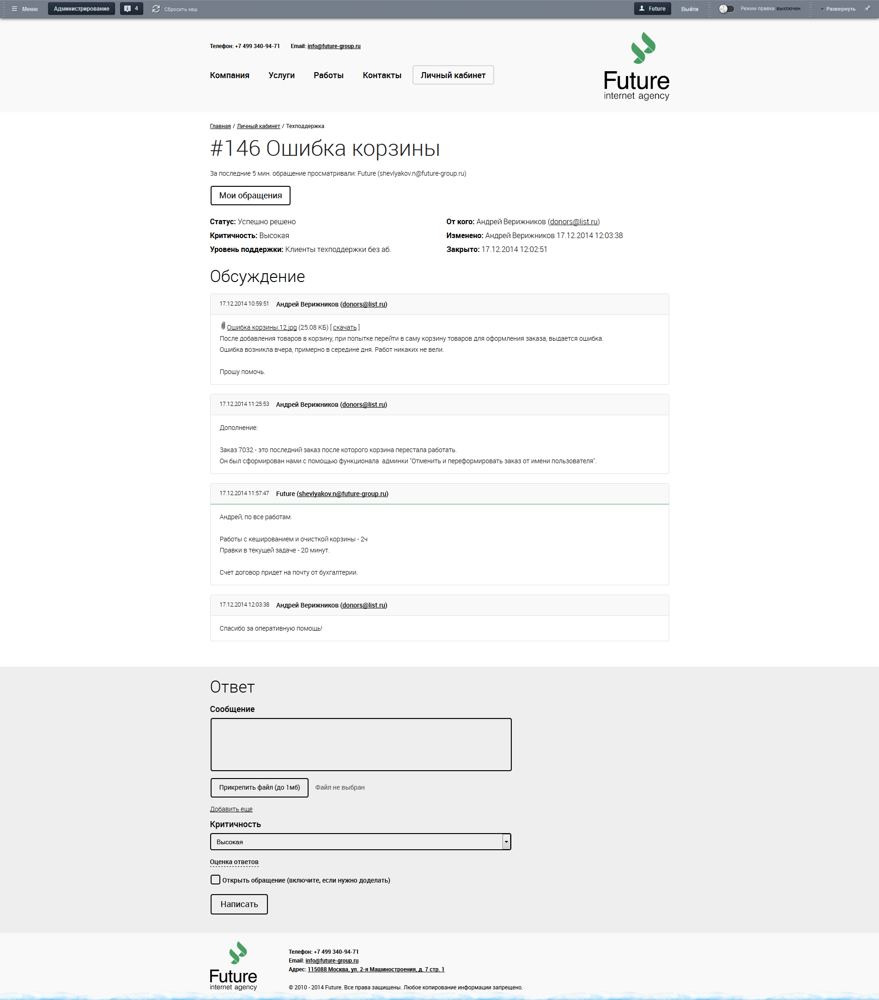 Меню Администрирование 4 Сбросить кеш Future Выйти Режим правки выключен Развернуть
Телефон: +7 499 340-94-71 Email: info@future-group.ru
Компания Услуги Работы Контакты Личный кабинет
Future
internet agency
Главная / Личный кабинет / Техподдержка
#146 Ошибка корзины
За последние 5 мин. обращение просматривали: Future (shevlyakov.n@future-group.ru)
Мои обращения
Статус: Успешно решено
Критичность: Высокая
Уровень поддержки: Клиенты техподдержки без аб.
От кого: Андрей Верижников (donors@list.ru)
Изменено: Андрей Верижников 17.12.2014 12:03:38
Закрыто: 17.12.2014 12:02:51
Обсуждение
17.12.2014 10:59:51 Андрей Верижников (donors@list.ru)
Ошибка корзины.12.jpg (25.08 КБ) [ скачать ]
После добавления товаров в корзину, при попытке перейти в саму корзину товаров для оформления заказа, выдается ошибка.
Ошибка возникла вчера, примерно в середине дня. Работ никаких не вели.
Прошу помочь.
17.12.2014 11:25:53 Андрей Верижников (donors@list.ru)
Дополнение:
Заказ 7032 - это последний заказ после которого корзина перестала работать.
Он был сформирован нами с помощью функционала админки "Отменить и переформировать заказ от имени пользователя".
17.12.2014 11:57:47 Future (shevlyakov.n@future-group.ru)
Андрей, по все работам.
Работы с кешированием и очисткой корзины - 2ч
Правки в текущей задаче - 20 минут.
Счет договор придет на почту от бухгалтерии.
17.12.2014 12:03:38 Андрей Верижников (donors@list.ru)
Спасибо за оперативную помощь!
Ответ
Сообщение
Прикрепить файл (до 1мб) Файл не выбран
Добавить еще
Критичность
Высокая
Оценка ответов
Открыть обращение (включите, если нужно доделать)
Написать
Future
internet agency
Телефон: +7 499 340-94-71
Email: info@future-group.ru
Адрес: 115088 Москва, ул. 2-я Машиностроения, д. 7 стр. 1
© 2010 - 2014 Future. Все права защищены. Любое копирование информации запрещено.